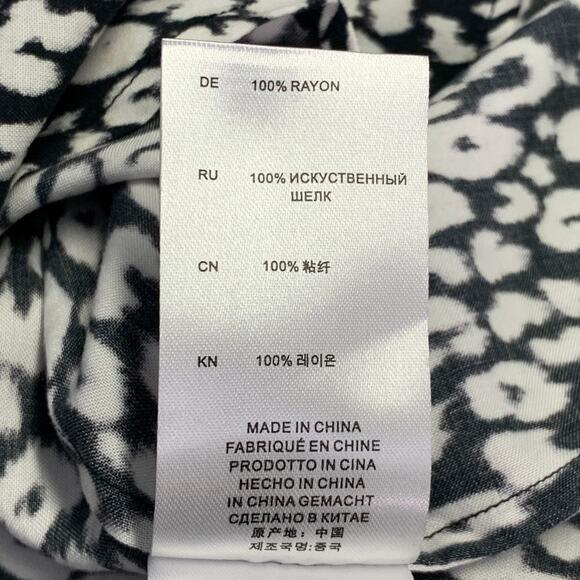 DE 100% RAYON
RU 100% ИСКУСТВЕННЫЙ
ШЕЛК
CN 100% 粘纤
KN 100% 레이온
MADE IN CHINA
FABRIQUÉ EN CHINE
PRODOTTO IN CINA
HECHO IN CHINA
IN CHINA GEMACHT
СДЕЛАНО В КИТАЕ
原产地：中国
제조국명:중국